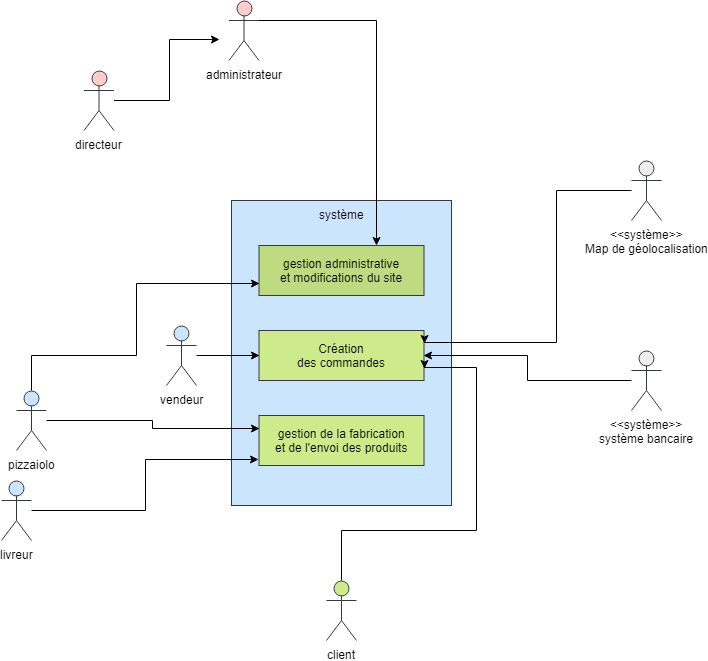 administrateur
directeur
système
<<système>>
Map de géolocalisation
gestion administrative
et modifications du site
Création
des commandes
vendeur
<<système>>
système bancaire
gestion de la fabrication
et de l'envoi des produits
pizzaiolo
livreur
client